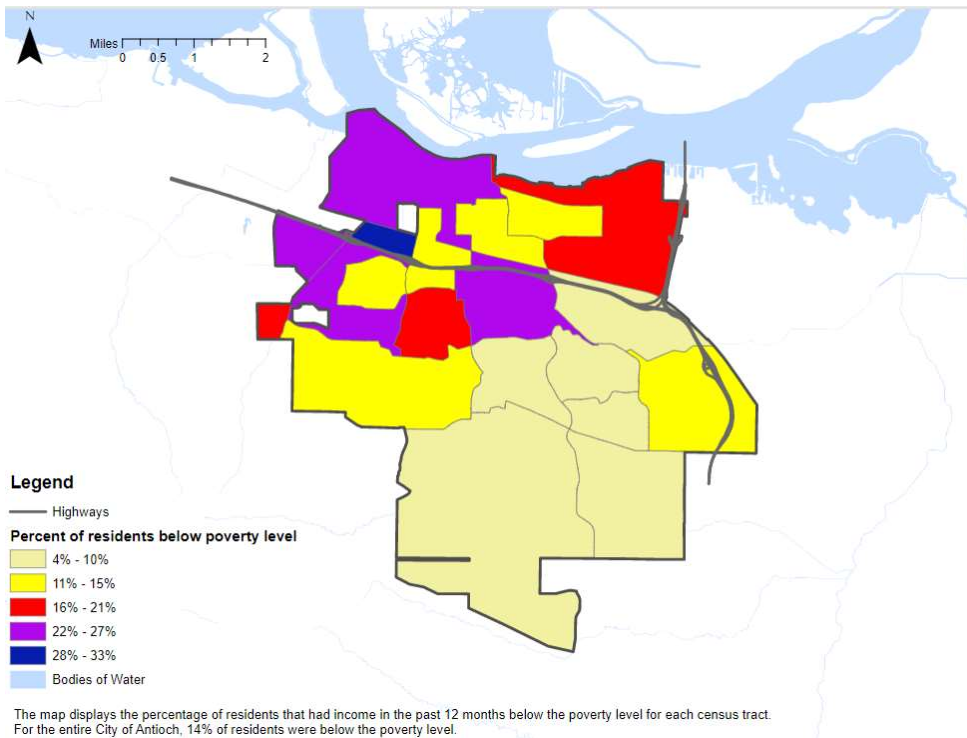 N
Miles
0 0.5 1 2
Legend
Highways
Percent of residents below poverty level
4% - 10%
11% - 15%
16% - 21%
22% - 27%
28% - 33%
Bodies of Water
The map displays the percentage of residents that had income in the past 12 months below the poverty level for each census tract.
For the entire City of Antioch, 14% of residents were below the poverty level.